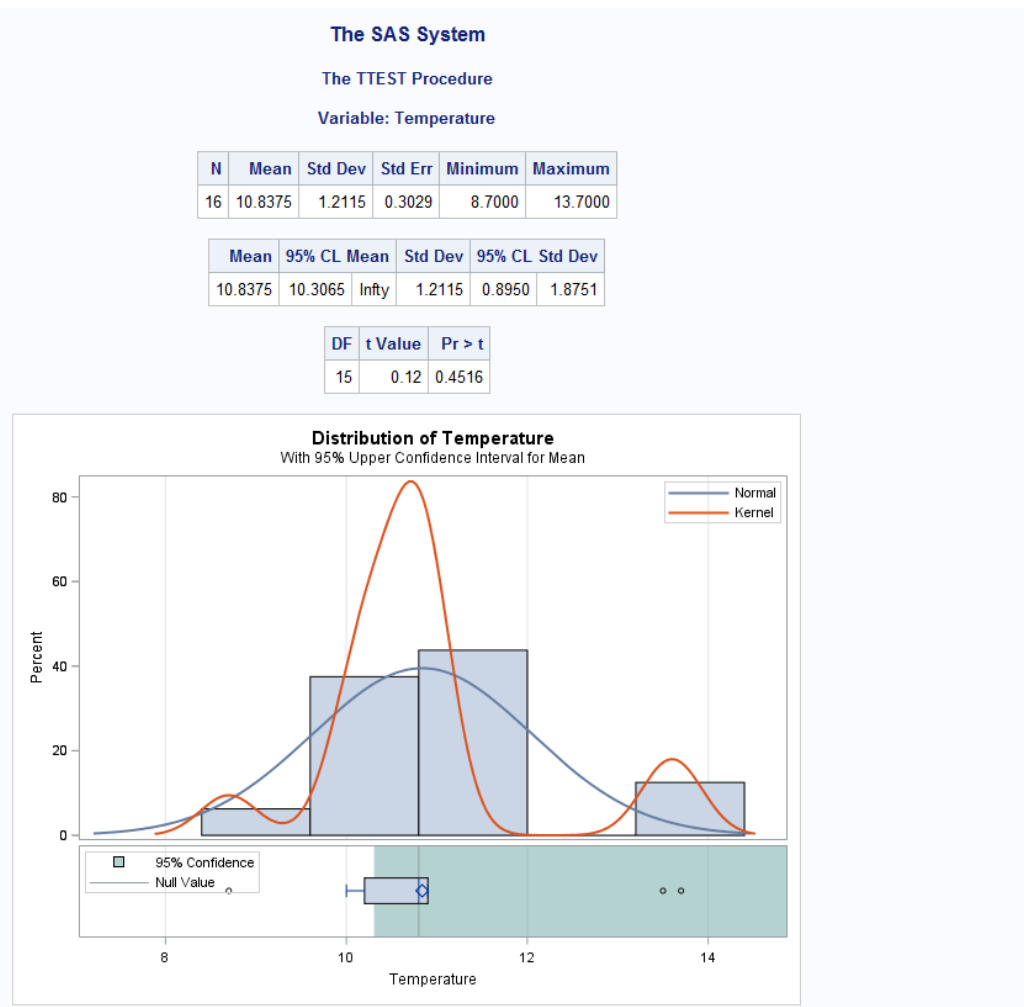 The SAS System
The TTEST Procedure
Variable: Temperature
N Mean Std Dev Std Err Minimum Maximum
16 10.8375 1.2115 0.3029 8.7000 13.7000
Mean 95% CL Mean Std Dev 95% CL Std Dev
10.8375 10.3065 Infty 1.2115 0.8950 1.8751
DF t Value Pr > t
15 0.12 0.4516
Distribution of Temperature
With 95% Upper Confidence Interval for Mean
Normal
Kernel
80
60
40
20
0
Percent
95% Confidence
Null Value
8 10 12 14
Temperature